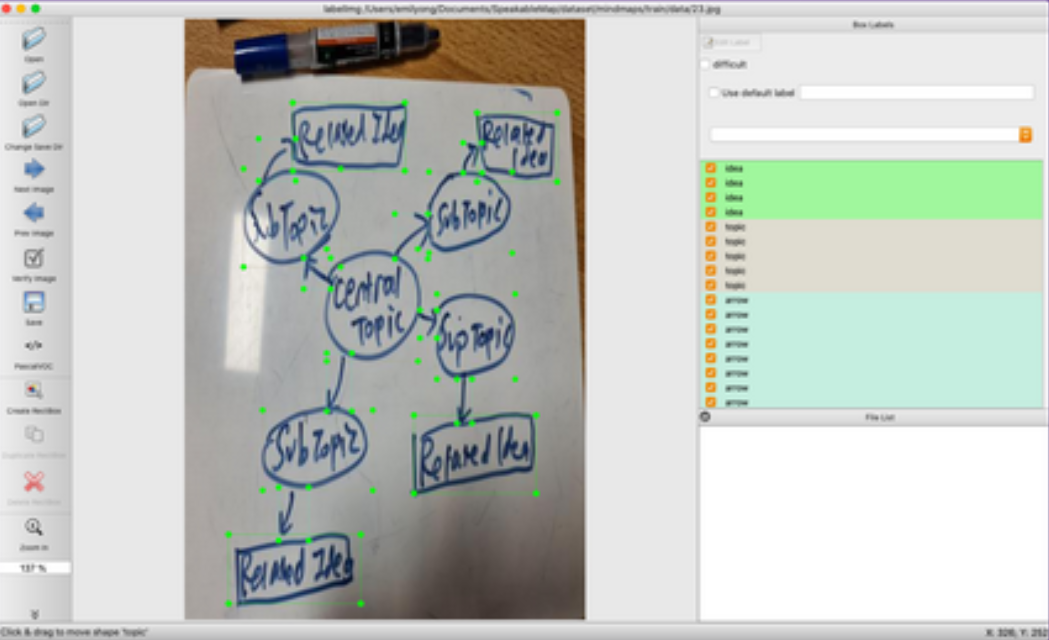 labelImg /Users/emilyong/Documents/SpeakableMap/dataset/mindmaps/train/data/23.jpg
Open
Open Dir
Change Save Dir
Next Image
Prev Image
Verify Image
Save
</>
PascalVOC
Create RectBox
Duplicate RectBox
Delete RectBox
Zoom In
137 %
Related Idea
Related
Idea
SubTopic
SubTopic
Central
Topic
SupTopic
SubTopic
Related Idea
Related Idea
Box Labels
Edit Label
difficult
Use default label
idea
idea
idea
idea
topic
topic
topic
topic
topic
arrow
arrow
arrow
arrow
arrow
arrow
arrow
arrow
File List
Click & drag to move shape 'topic'
X: 326; Y: 252